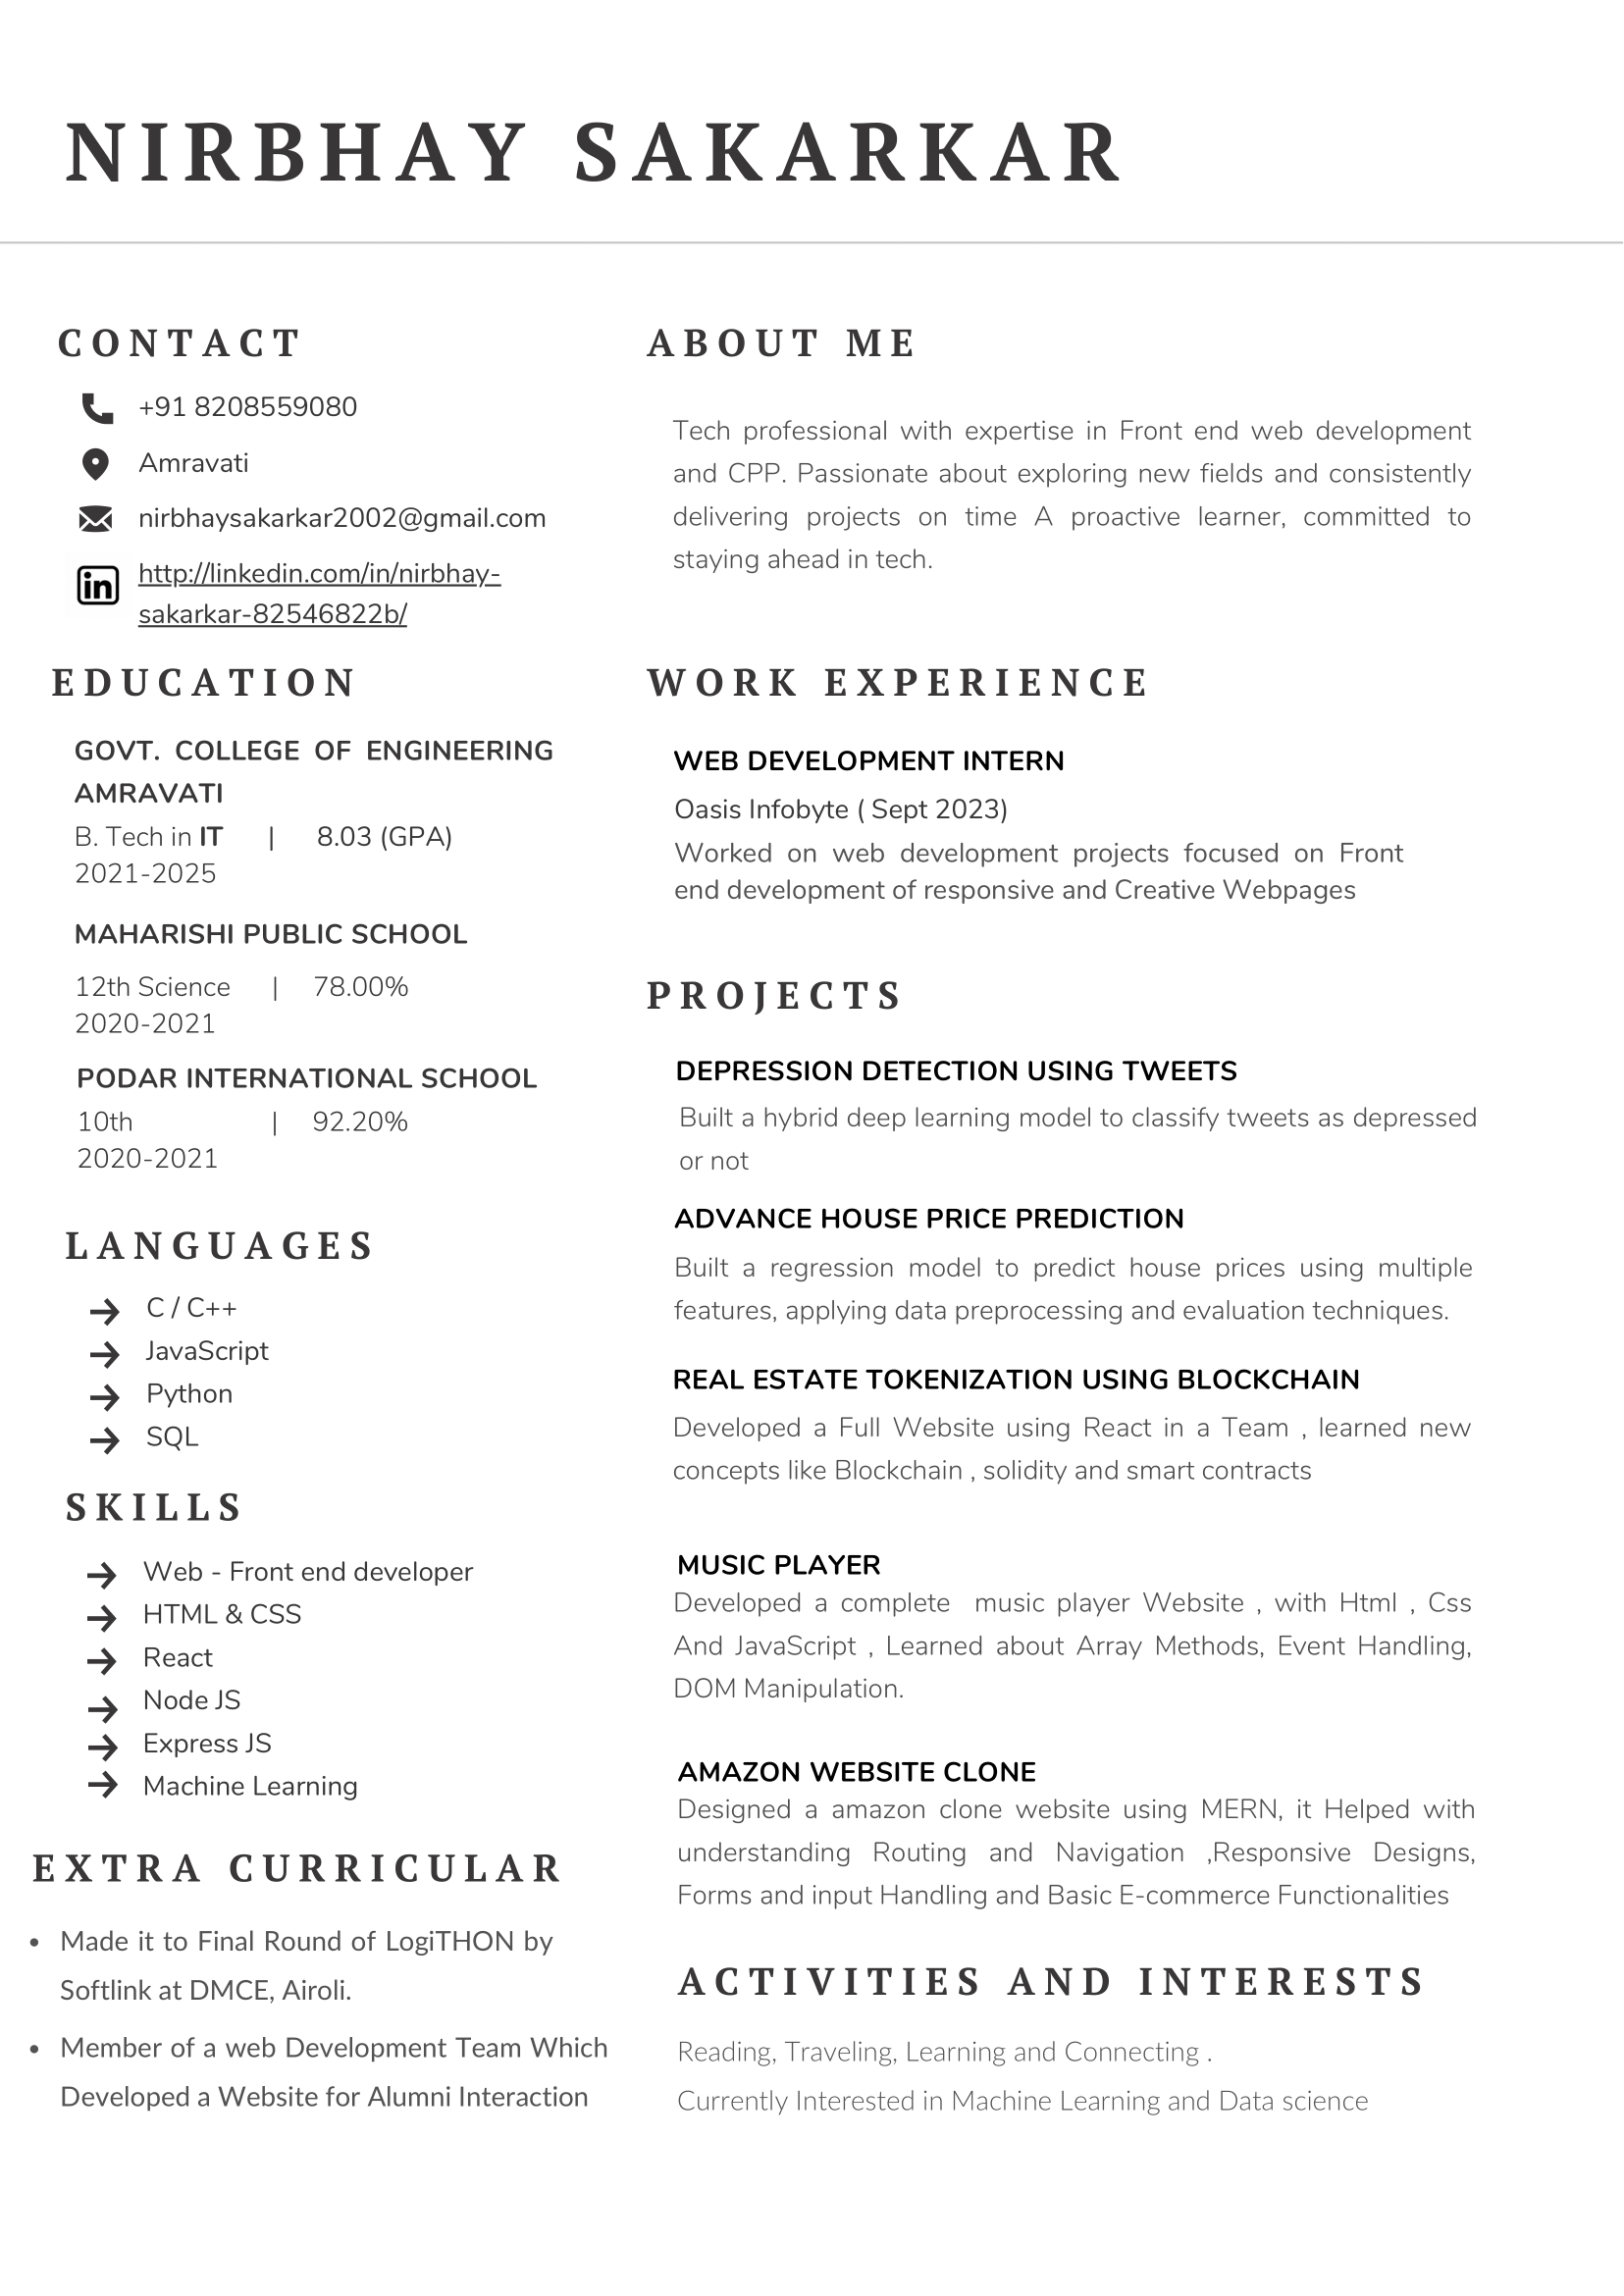 NIRBHAY SAKARKAR
CONTACT
+91 8208559080
Amravati
nirbhaysakarkar2002@gmail.com
http://linkedin.com/in/nirbhay-
sakarkar-82546822b/
EDUCATION
GOVT. COLLEGE OF ENGINEERING
AMRAVATI
B. Tech in IT | 8.03 (GPA)
2021-2025
MAHARISHI PUBLIC SCHOOL
12th Science | 78.00%
2020-2021
PODAR INTERNATIONAL SCHOOL
10th | 92.20%
2020-2021
LANGUAGES
C / C++
JavaScript
Python
SQL
SKILLS
Web - Front end developer
HTML & CSS
React
Node JS
Express JS
Machine Learning
EXTRA CURRICULAR
• Made it to Final Round of LogiTHON by
Softlink at DMCE, Airoli.
• Member of a web Development Team Which
Developed a Website for Alumni Interaction
ABOUT ME
Tech professional with expertise in Front end web development
and CPP. Passionate about exploring new fields and consistently
delivering projects on time A proactive learner, committed to
staying ahead in tech.
WORK EXPERIENCE
WEB DEVELOPMENT INTERN
Oasis Infobyte ( Sept 2023)
Worked on web development projects focused on Front
end development of responsive and Creative Webpages
PROJECTS
DEPRESSION DETECTION USING TWEETS
Built a hybrid deep learning model to classify tweets as depressed
or not
ADVANCE HOUSE PRICE PREDICTION
Built a regression model to predict house prices using multiple
features, applying data preprocessing and evaluation techniques.
REAL ESTATE TOKENIZATION USING BLOCKCHAIN
Developed a Full Website using React in a Team , learned new
concepts like Blockchain , solidity and smart contracts
MUSIC PLAYER
Developed a complete music player Website , with Html , Css
And JavaScript , Learned about Array Methods, Event Handling,
DOM Manipulation.
AMAZON WEBSITE CLONE
Designed a amazon clone website using MERN, it Helped with
understanding Routing and Navigation ,Responsive Designs,
Forms and input Handling and Basic E-commerce Functionalities
ACTIVITIES AND INTERESTS
Reading, Traveling, Learning and Connecting .
Currently Interested in Machine Learning and Data science